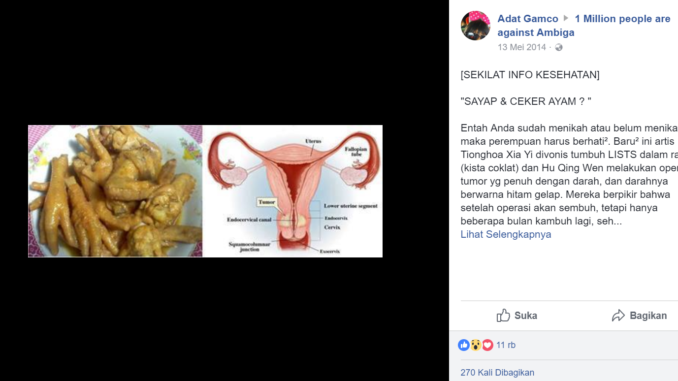 Adat Gamco ▸ 1 Million people are
against Ambiga
13 Mei 2014 ·
[SEKILAT INFO KESEHATAN]
"SAYAP & CEKER AYAM ? "
Entah Anda sudah menikah atau belum menika
maka perempuan harus berhati². Baru² ini artis
Tionghoa Xia Yi divonis tumbuh LISTS dalam ra
(kista coklat) dan Hu Qing Wen melakukan oper
tumor yg penuh dengan darah, dan darahnya
berwarna hitam gelap. Mereka berpikir bahwa
setelah operasi akan sembuh, tetapi hanya
beberapa bulan kambuh lagi, seh...
Lihat Selengkapnya
Suka
Bagikan
11 rb
270 Kali Dibagikan
Uterus
Fallopian
tube
Tumor
Lower uterine segment
Endocervical canal
Endocervix
Cervix
Squamocolumnar
junction
Exocervix